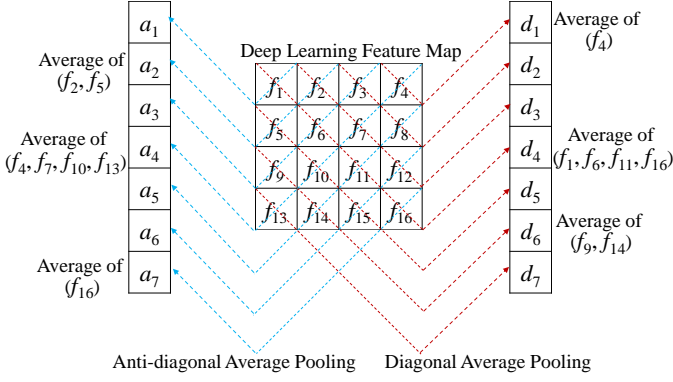 a1
a2
a3
a4
a5
a6
a7
Average of
(f2, f5)
Average of
(f4, f7, f10, f13)
Average of
(f16)
Deep Learning Feature Map
f1 f2 f3 f4
f5 f6 f7 f8
f9 f10 f11 f12
f13 f14 f15 f16
d1
d2
d3
d4
d5
d6
d7
Average of
(f4)
Average of
(f1, f6, f11, f16)
Average of
(f9, f14)
Anti-diagonal Average Pooling
Diagonal Average Pooling